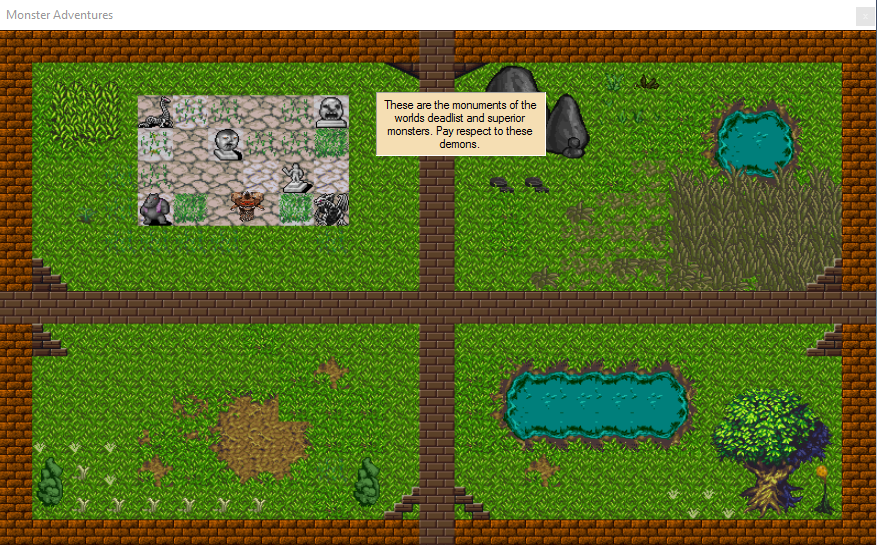 Monster Adventures
These are the monuments of the
worlds deadlist and superior
monsters. Pay respect to these
demons.